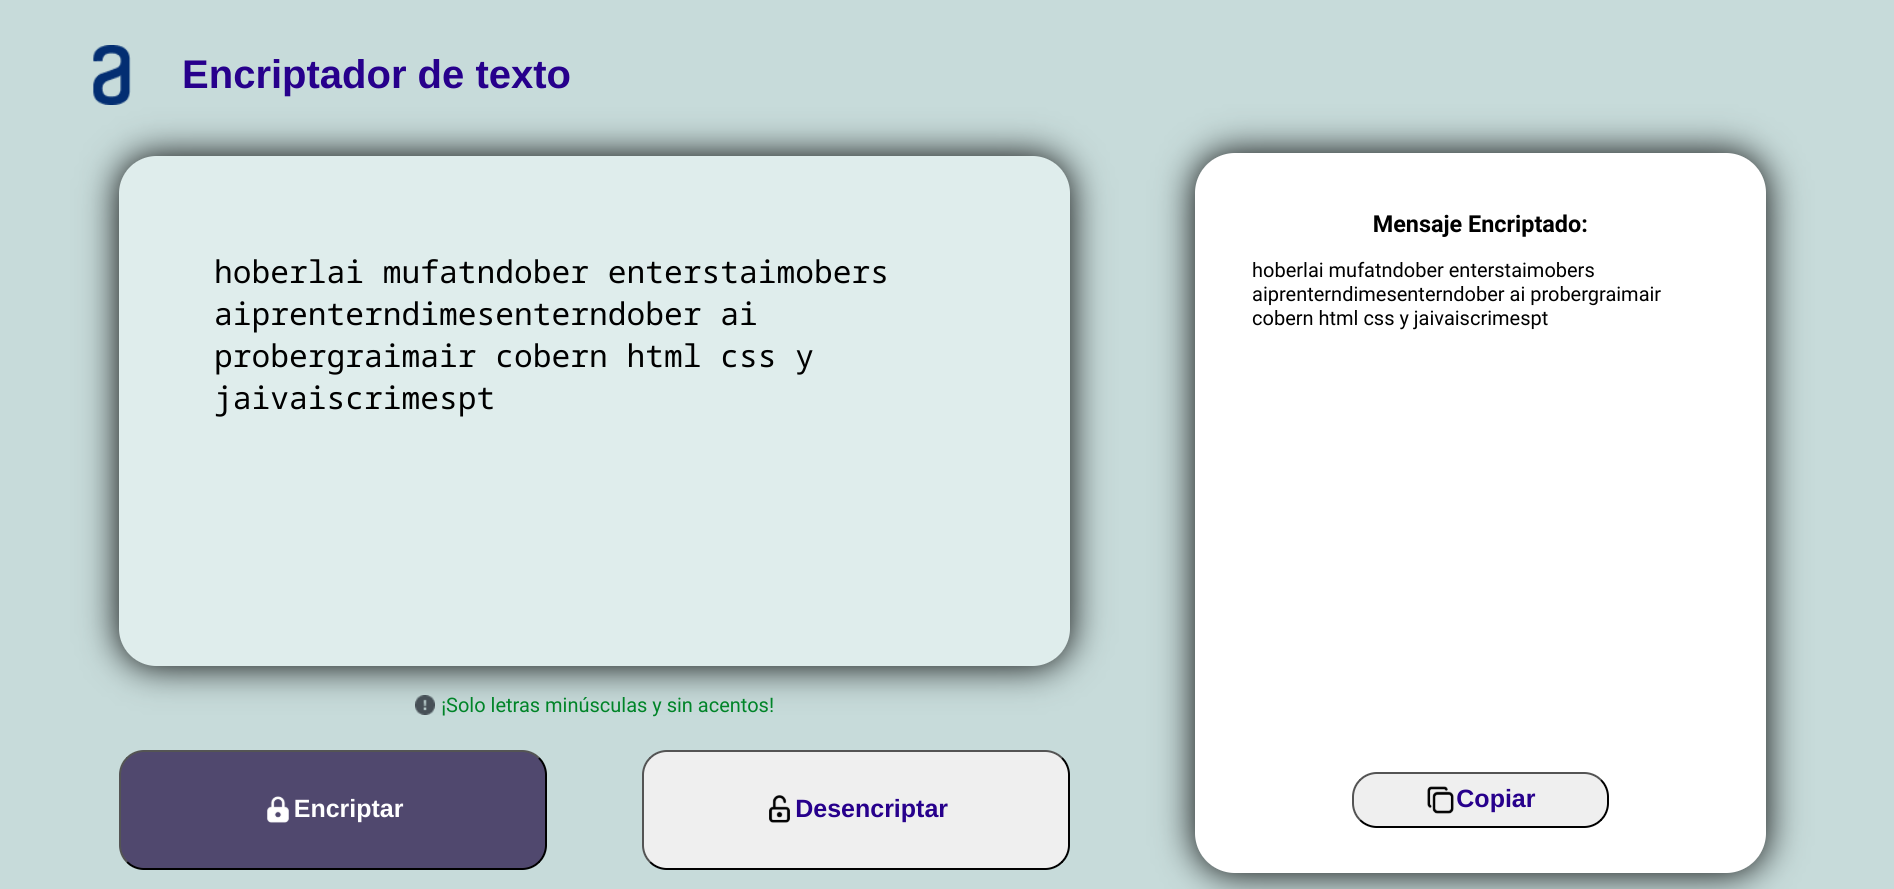 a
Encriptador de texto
hoberlai mufatndober enterstaimobers
aiprenterndimesenterndober ai
probergraimair cobern html css y
jaivaiscrimespt
¡Solo letras minúsculas y sin acentos!
Encriptar
Desencriptar
Mensaje Encriptado:
hoberlai mufatndober enterstaimobers
aiprenterndimesenterndober ai probergraimair
cobern html css y jaivaiscrimespt
Copiar